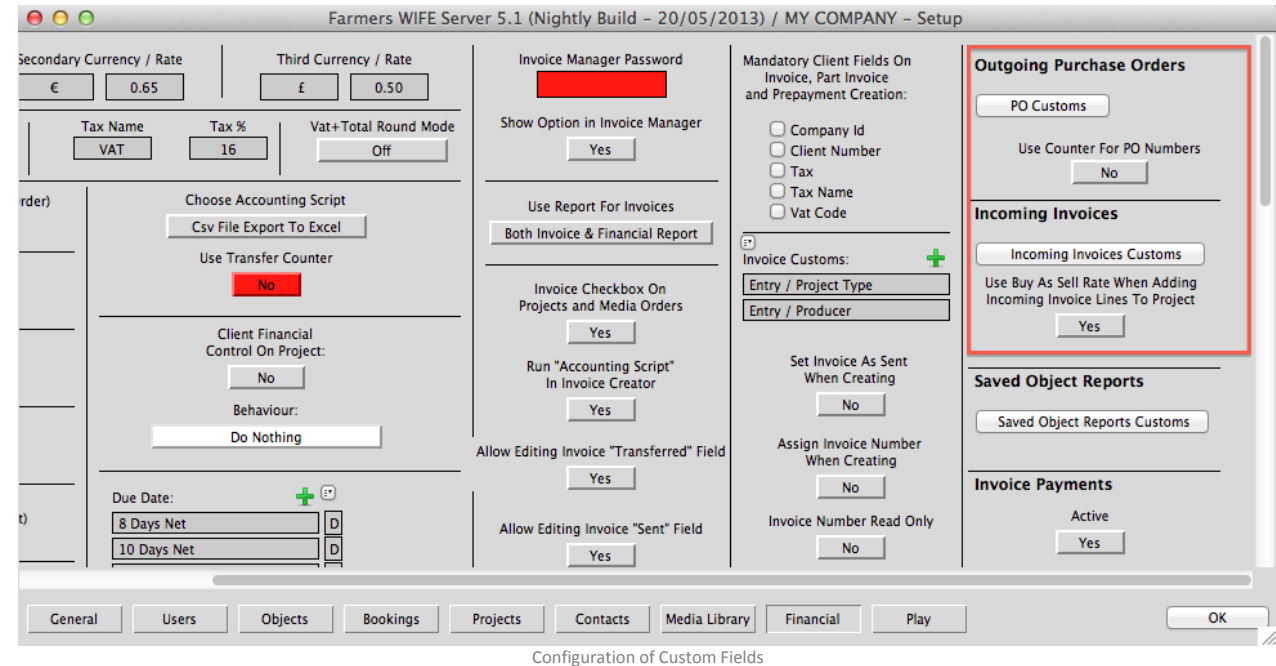 Farmers WIFE Server 5.1 (Nightly Build – 20/05/2013) / MY COMPANY – Setup
Secondary Currency / Rate
€ 0.65
Third Currency / Rate
£ 0.50
Tax Name
VAT
Tax %
16
Vat+Total Round Mode
Off
rder)
t)
Choose Accounting Script
Csv File Export To Excel
Use Transfer Counter
No
Client Financial
Control On Project:
No
Behaviour:
Do Nothing
Due Date:
8 Days Net D
10 Days Net D
Invoice Manager Password
Show Option in Invoice Manager
Yes
Use Report For Invoices
Both Invoice & Financial Report
Invoice Checkbox On
Projects and Media Orders
Yes
Run "Accounting Script"
In Invoice Creator
Yes
Allow Editing Invoice "Transferred" Field
Yes
Allow Editing Invoice "Sent" Field
Yes
Mandatory Client Fields On
Invoice, Part Invoice
and Prepayment Creation:
Company Id
Client Number
Tax
Tax Name
Vat Code
Invoice Customs:
Entry / Project Type
Entry / Producer
Set Invoice As Sent
When Creating
No
Assign Invoice Number
When Creating
No
Invoice Number Read Only
No
Outgoing Purchase Orders
PO Customs
Use Counter For PO Numbers
No
Incoming Invoices
Incoming Invoices Customs
Use Buy As Sell Rate When Adding
Incoming Invoice Lines To Project
Yes
Saved Object Reports
Saved Object Reports Customs
Invoice Payments
Active
Yes
General Users Objects Bookings Projects Contacts Media Library Financial Play OK
Configuration of Custom Fields